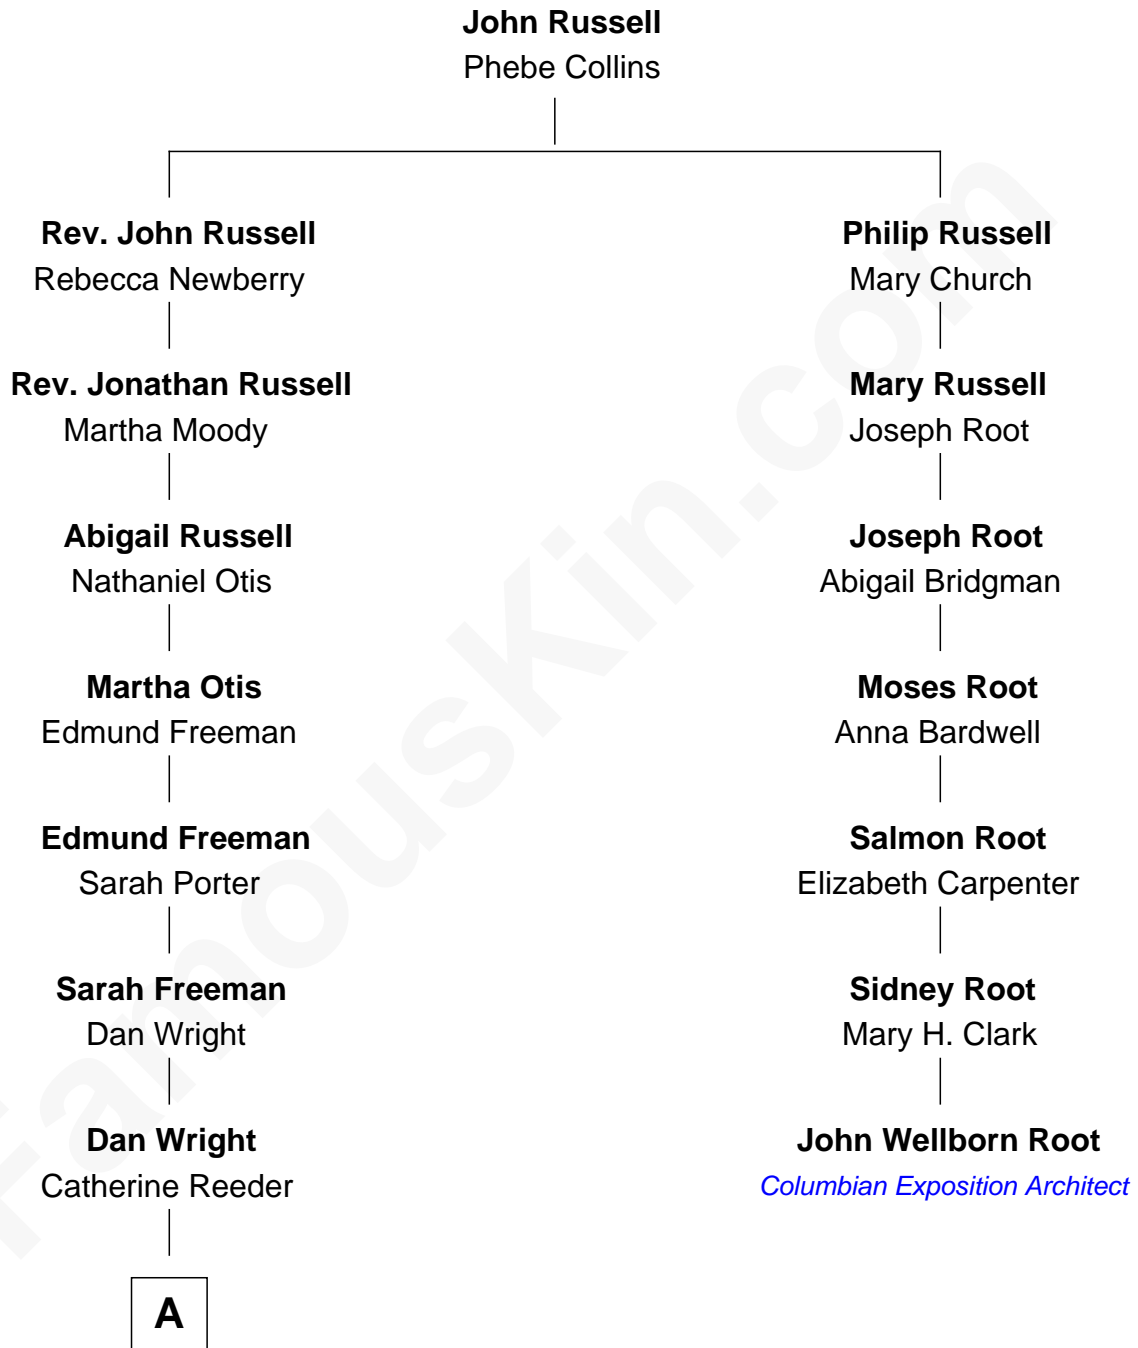 John Russell
Phebe Collins
Rev. John Russell
Rebecca Newberry
Rev. Jonathan Russell
Martha Moody
Abigail Russell
Nathaniel Otis
Martha Otis
Edmund Freeman
Edmund Freeman
Sarah Porter
Sarah Freeman
Dan Wright
Dan Wright
Catherine Reeder
A
Philip Russell
Mary Church
Mary Russell
Joseph Root
Joseph Root
Abigail Bridgman
Moses Root
Anna Bardwell
Salmon Root
Elizabeth Carpenter
Sidney Root
Mary H. Clark
John Wellborn Root
Columbian Exposition Architect
FamousKin.com